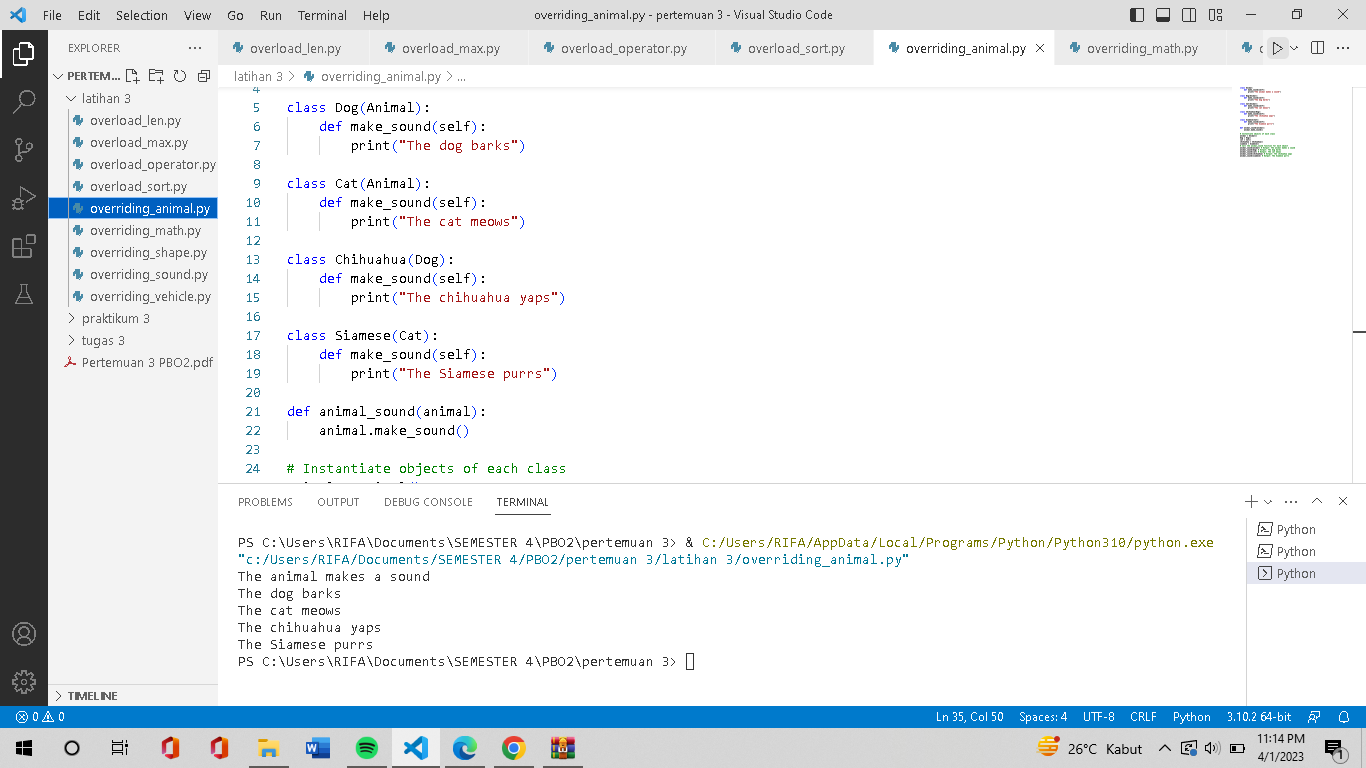 File Edit Selection View Go Run Terminal Help overriding_animal.py - pertemuan 3 - Visual Studio Code
EXPLORER
PERTEM...
latihan 3
overload_len.py
overload_max.py
overload_operator.py
overload_sort.py
overriding_animal.py
overriding_math.py
overriding_shape.py
overriding_sound.py
overriding_vehicle.py
praktikum 3
tugas 3
Pertemuan 3 PBO2.pdf
TIMELINE
overload_len.py overload_max.py overload_operator.py overload_sort.py overriding_animal.py overriding_math.py
latihan 3 > overriding_animal.py > ...
4
5 class Dog(Animal):
6 def make_sound(self):
7 print("The dog barks")
8
9 class Cat(Animal):
10 def make_sound(self):
11 print("The cat meows")
12
13 class Chihuahua(Dog):
14 def make_sound(self):
15 print("The chihuahua yaps")
16
17 class Siamese(Cat):
18 def make_sound(self):
19 print("The Siamese purrs")
20
21 def animal_sound(animal):
22 animal.make_sound()
23
24 # Instantiate objects of each class
PROBLEMS OUTPUT DEBUG CONSOLE TERMINAL
PS C:\Users\RIFA\Documents\SEMESTER 4\PBO2\pertemuan 3> & C:/Users/RIFA/AppData/Local/Programs/Python/Python310/python.exe
"c:/Users/RIFA/Documents/SEMESTER 4/PBO2/pertemuan 3/latihan 3/overriding_animal.py"
The animal makes a sound
The dog barks
The cat meows
The chihuahua yaps
The Siamese purrs
PS C:\Users\RIFA\Documents\SEMESTER 4\PBO2\pertemuan 3>
Python
Python
Python
0 0 Ln 35, Col 50 Spaces: 4 UTF-8 CRLF Python 3.10.2 64-bit
26°C Kabut 11:14 PM
4/1/2023
1